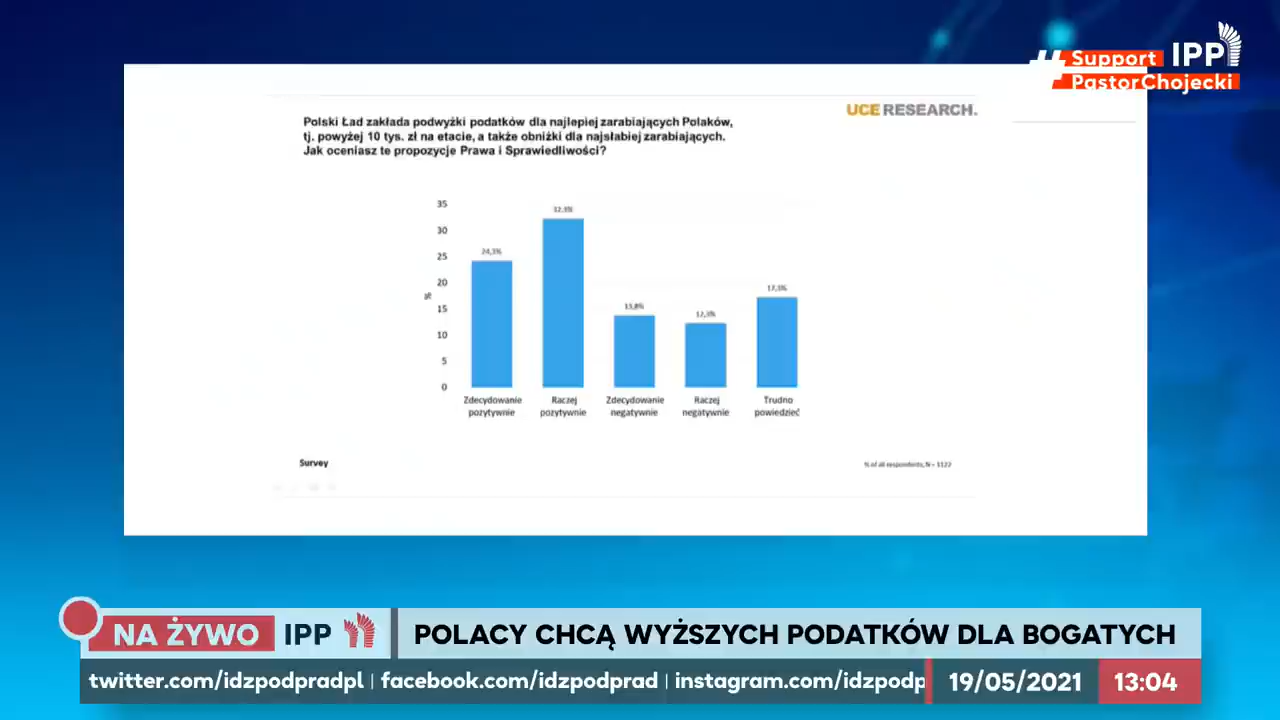 #Support
PastorChojecki
IPP
UCE RESEARCH.
Polski Ład zakłada podwyżki podatków dla najlepiej zarabiających Polaków,
tj. powyżej 10 tys. zł na etacie, a także obniżki dla najsłabiej zarabiających.
Jak oceniasz te propozycje Prawa i Sprawiedliwości?
35
30
25
20
15
10
5
0
%
24,3%
32,3%
13,8%
12,3%
17,3%
Zdecydowanie
pozytywnie
Raczej
pozytywnie
Zdecydowanie
negatywnie
Raczej
negatywnie
Trudno
powiedzieć
Survey
% of all respondents, N = 1122
NA ŻYWO
IPP
POLACY CHCĄ WYŻSZYCH PODATKÓW DLA BOGATYCH
twitter.com/idzpodpradpl | facebook.com/idzpodprad | instagram.com/idzpodp
19/05/2021
13:04